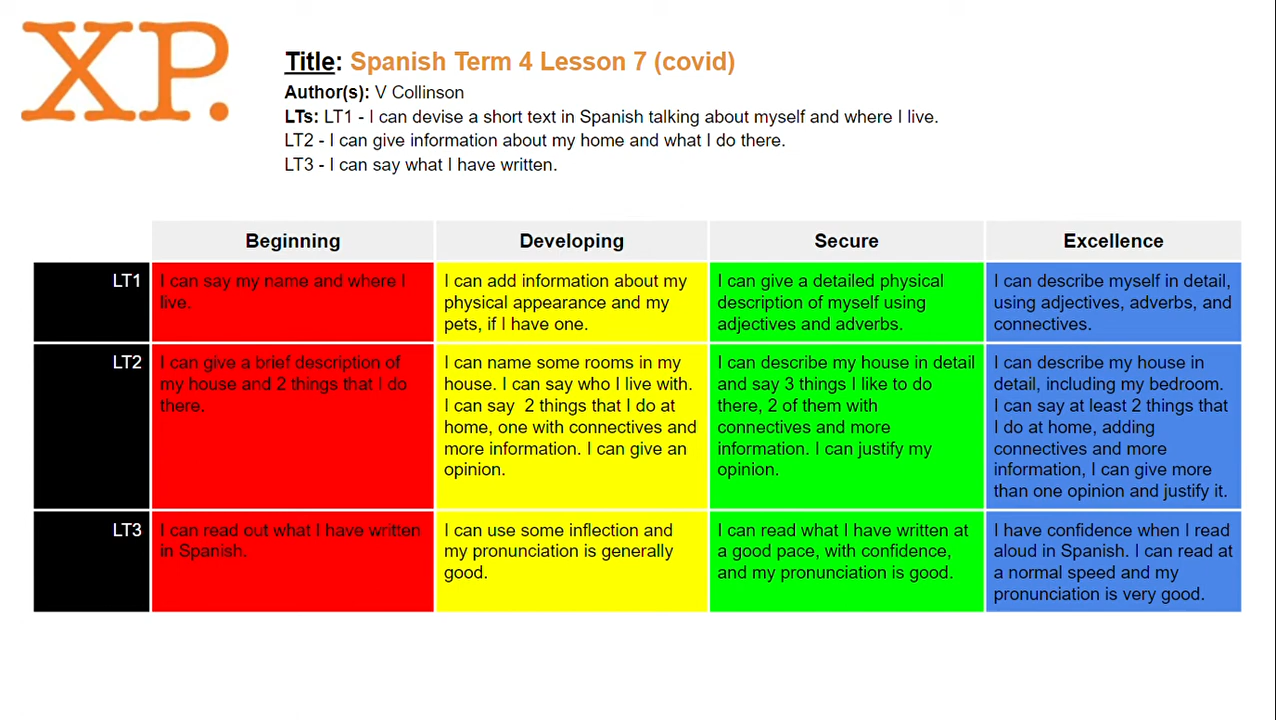 XP.
Title: Spanish Term 4 Lesson 7 (covid)
Author(s): V Collinson
LTs: LT1 - I can devise a short text in Spanish talking about myself and where I live.
LT2 - I can give information about my home and what I do there.
LT3 - I can say what I have written.
Beginning
Developing
Secure
Excellence
LT1
I can say my name and where I
live.
I can add information about my
physical appearance and my
pets, if I have one.
I can give a detailed physical
description of myself using
adjectives and adverbs.
I can describe myself in detail,
using adjectives, adverbs, and
connectives.
LT2
I can give a brief description of
my house and 2 things that I do
there.
I can name some rooms in my
house. I can say who I live with.
I can say  2 things that I do at
home, one with connectives and
more information. I can give an
opinion.
I can describe my house in detail
and say 3 things I like to do
there, 2 of them with
connectives and more
information. I can justify my
opinion.
I can describe my house in
detail, including my bedroom.
I can say at least 2 things that
I do at home, adding
connectives and more
information, I can give more
than one opinion and justify it.
LT3
I can read out what I have written
in Spanish.
I can use some inflection and
my pronunciation is generally
good.
I can read what I have written at
a good pace, with confidence,
and my pronunciation is good.
I have confidence when I read
aloud in Spanish. I can read at
a normal speed and my
pronunciation is very good.